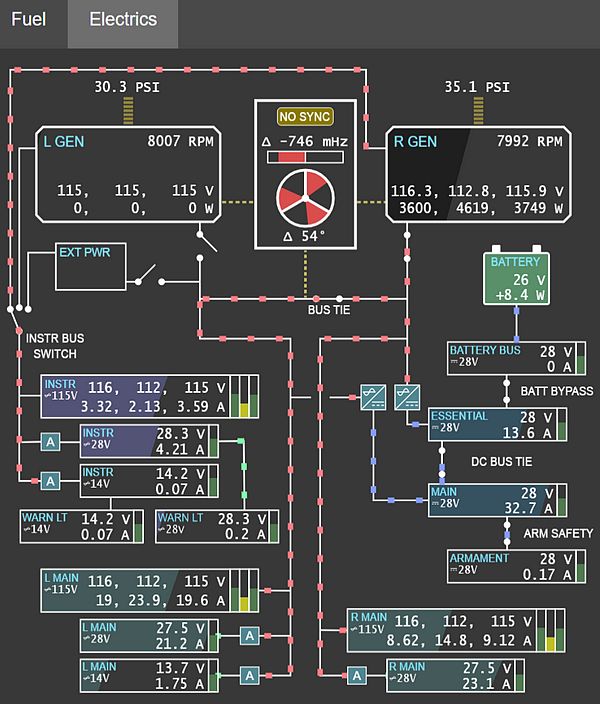 Fuel Electrics
30.3 PSI
35.1 PSI
NO SYNC
Δ -746 mHz
Δ 54°
L GEN 8007 RPM
115, 115, 115 V
0, 0, 0 W
R GEN 7992 RPM
116.3, 112.8, 115.9 V
3600, 4619, 3749 W
EXT PWR
BATTERY
26 V
+8.4 W
BUS TIE
INSTR BUS
SWITCH
BATTERY BUS 28 V
⎓28V 0 A
BATT BYPASS
INSTR 116, 112, 115 V
~115V 3.32, 2.13, 3.59 A
ESSENTIAL 28 V
⎓28V 13.6 A
A
INSTR 28.3 V
~28V 4.21 A
DC BUS TIE
A
INSTR 14.2 V
~14V 0.07 A
MAIN 28 V
⎓28V 32.7 A
WARN LT 14.2 V
~14V 0.07 A
WARN LT 28.3 V
~28V 0.2 A
ARM SAFETY
ARMAMENT 28 V
⎓28V 0.17 A
L MAIN 116, 112, 115 V
~115V 19, 23.9, 19.6 A
R MAIN 116, 112, 115 V
~115V 8.62, 14.8, 9.12 A
L MAIN 27.5 V
~28V 21.2 A
A
L MAIN 13.7 V
~14V 1.75 A
A
A
R MAIN 27.5 V
~28V 23.1 A